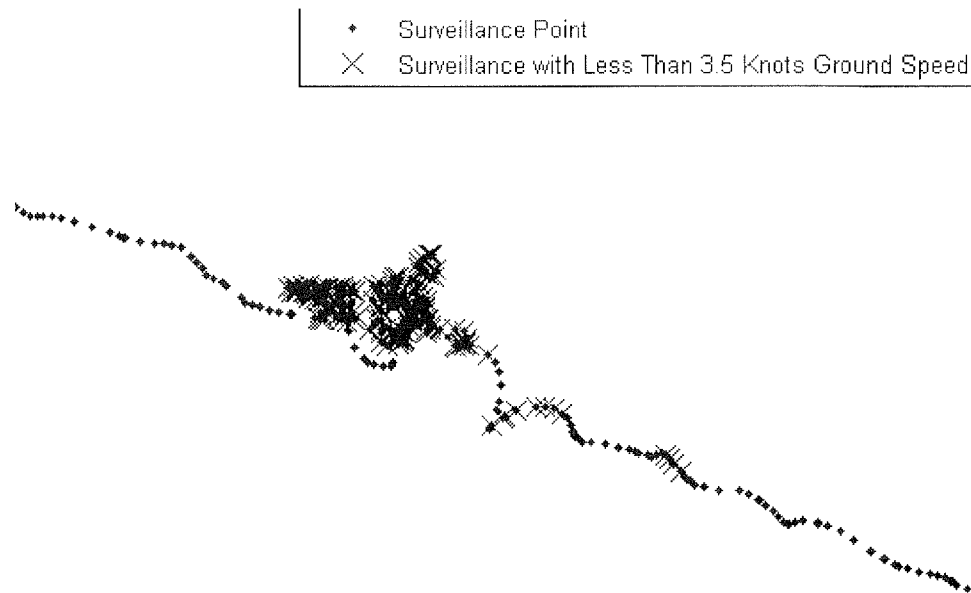 Surveillance Point
Surveillance with Less Than 3.5 Knots Ground Speed